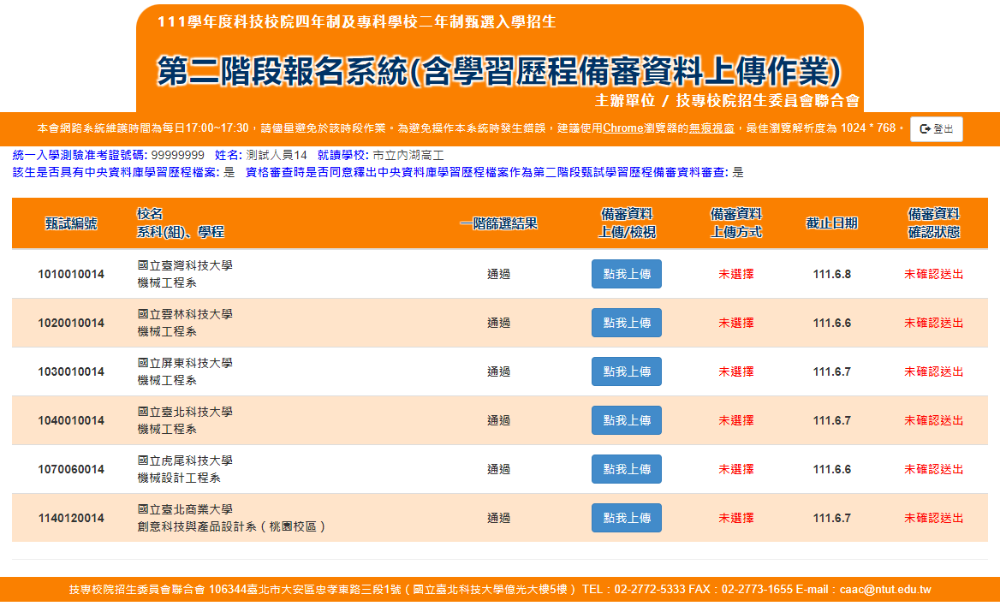 111學年度科技校院四年制及專科學校二年制甄選入學招生
第二階段報名系統(含學習歷程備審資料上傳作業)
主辦單位 / 技專校院招生委員會聯合會
本會網路系統維護時間為每日17:00~17:30，請儘量避免於該時段作業。為避免操作本系統時發生錯誤，建議使用Chrome瀏覽器的無痕視窗，最佳瀏覽解析度為 1024 * 768。 登出
統一入學測驗准考證號碼: 99999999 姓名: 測試人員14 就讀學校: 市立內湖高工
該生是否具有中央資料庫學習歷程檔案: 是 資格審查時是否同意釋出中央資料庫學習歷程檔案作為第二階段甄試學習歷程備審資料審查: 是
甄試編號
校名
系科(組)、學程
一階篩選結果
備審資料
上傳/檢視
備審資料
上傳方式
截止日期
備審資料
確認狀態
1010010014
國立臺灣科技大學
機械工程系
通過 點我上傳 未選擇 111.6.8 未確認送出
1020010014
國立雲林科技大學
機械工程系
通過 點我上傳 未選擇 111.6.6 未確認送出
1030010014
國立屏東科技大學
機械工程系
通過 點我上傳 未選擇 111.6.7 未確認送出
1040010014
國立臺北科技大學
機械工程系
通過 點我上傳 未選擇 111.6.7 未確認送出
1070060014
國立虎尾科技大學
機械設計工程系
通過 點我上傳 未選擇 111.6.6 未確認送出
1140120014
國立臺北商業大學
創意科技與產品設計系（桃園校區）
通過 點我上傳 未選擇 111.6.7 未確認送出
技專校院招生委員會聯合會 106344臺北市大安區忠孝東路三段1號（國立臺北科技大學億光大樓5樓） TEL：02-2772-5333 FAX：02-2773-1655 E-mail：caac@ntut.edu.tw